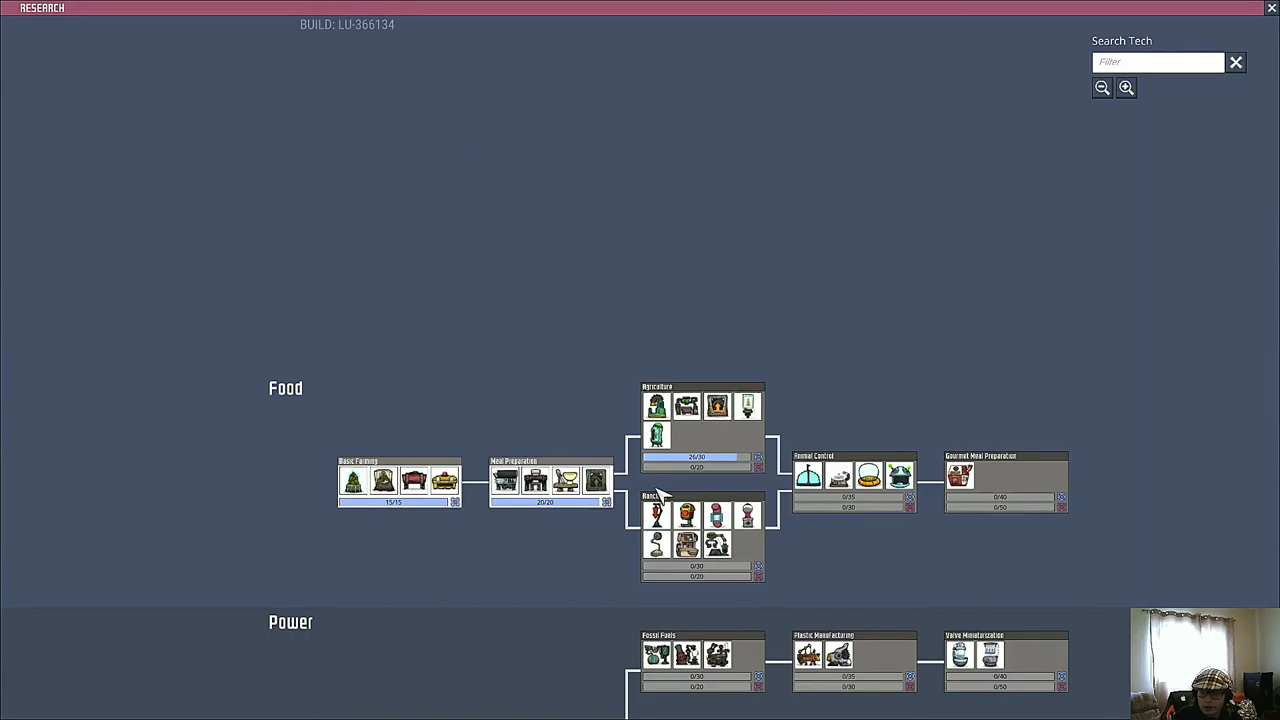 RESEARCH
BUILD: LU-366134
Search Tech
Filter
Food
Agriculture
26/30
0/20
Basic Farming
15/15
Meal Preparation
20/20
Animal Control
0/35
0/30
Gourmet Meal Preparation
0/40
0/50
0/30
0/20
Power
Fossil Fuels
0/30
0/20
Plastic Manufacturing
0/35
0/30
Valve Miniaturization
0/40
0/50